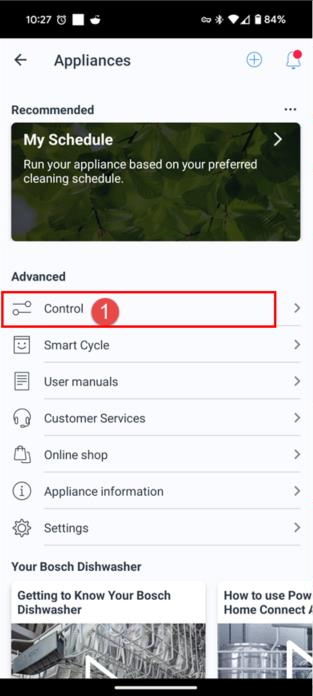 10:27 84%
Appliances
Recommended
My Schedule
Run your appliance based on your preferred
cleaning schedule.
Advanced
Control 1
Smart Cycle
User manuals
Customer Services
Online shop
Appliance information
Settings
Your Bosch Dishwasher
Getting to Know Your Bosch How to use Pow
Dishwasher Home Connect A